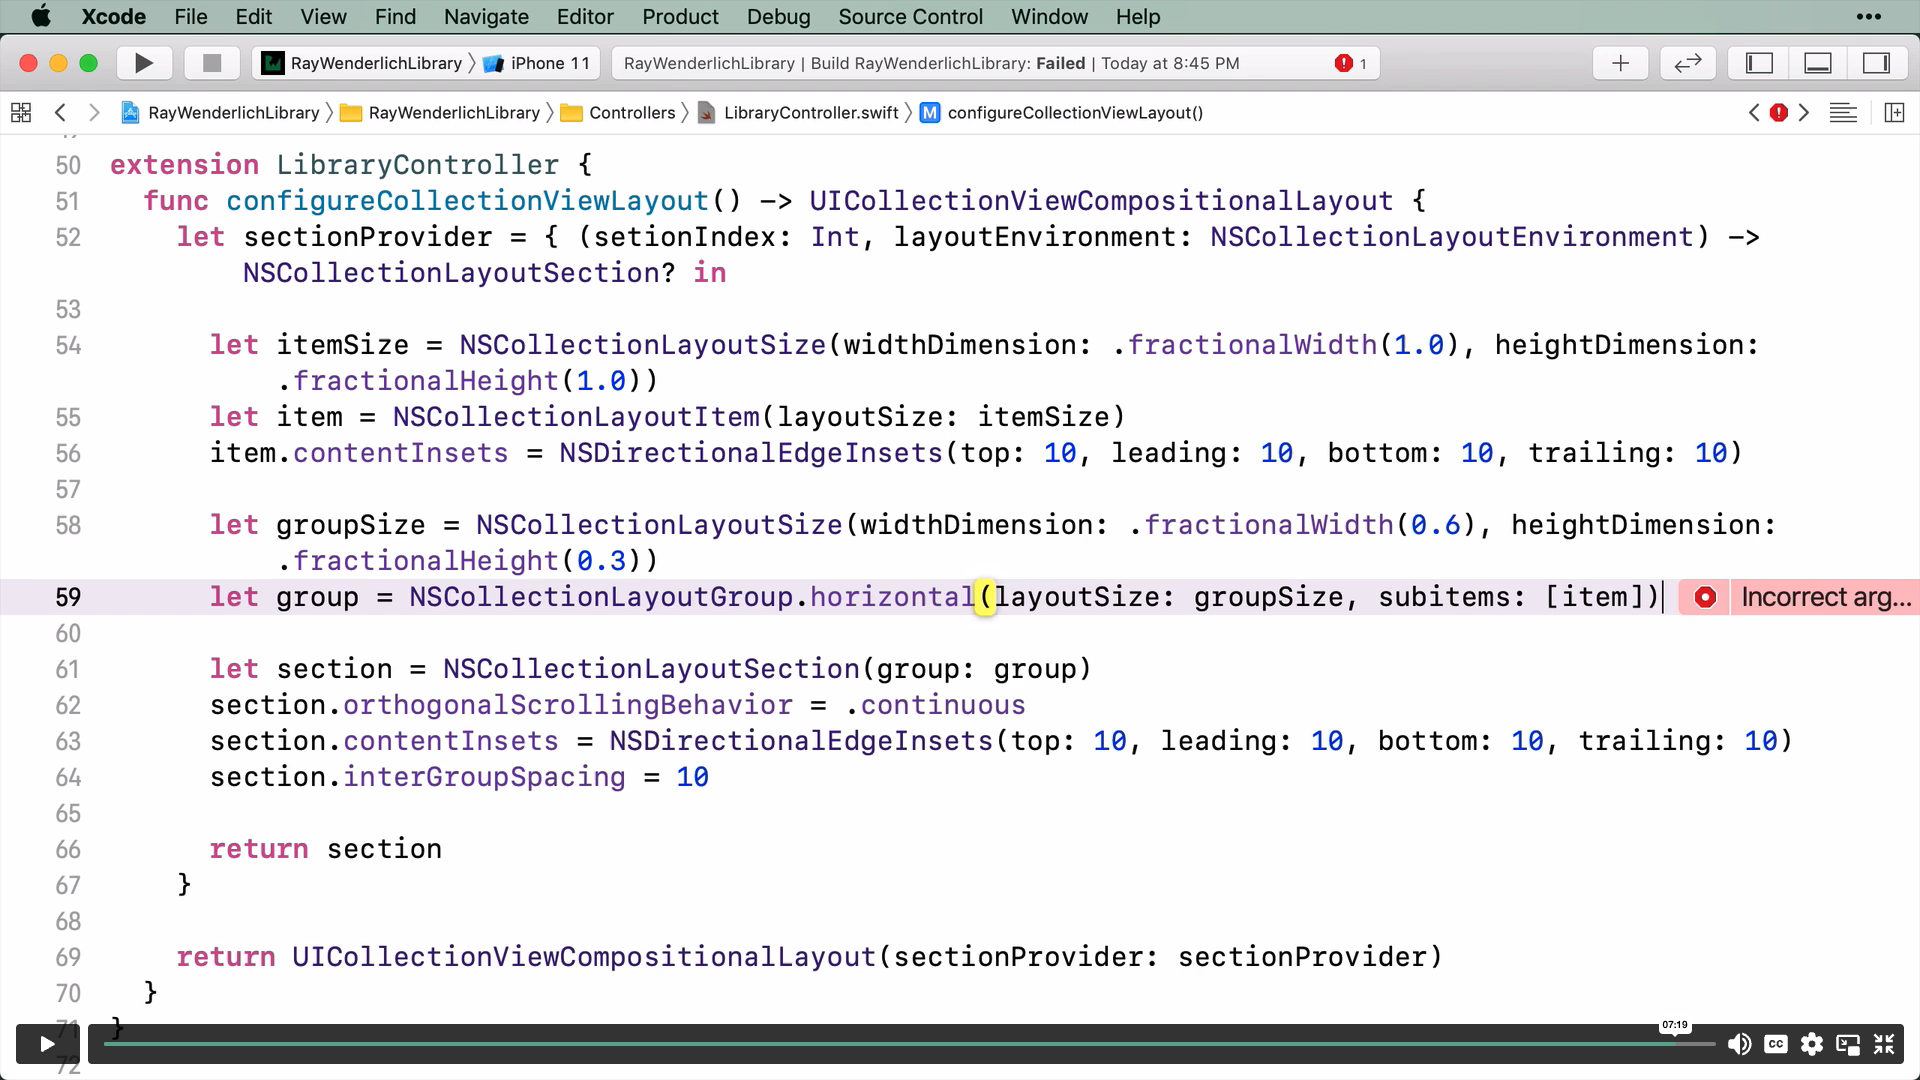 Xcode File Edit View Find Navigate Editor Product Debug Source Control Window Help •••
RayWenderlichLibrary iPhone 11 RayWenderlichLibrary | Build RayWenderlichLibrary: Failed | Today at 8:45 PM 1
RayWenderlichLibrary RayWenderlichLibrary Controllers LibraryController.swift M configureCollectionViewLayout()
50 extension LibraryController {
51 func configureCollectionViewLayout() -> UICollectionViewCompositionalLayout {
52 let sectionProvider = { (setionIndex: Int, layoutEnvironment: NSCollectionLayoutEnvironment) ->
NSCollectionLayoutSection? in
53
54 let itemSize = NSCollectionLayoutSize(widthDimension: .fractionalWidth(1.0), heightDimension:
.fractionalHeight(1.0))
55 let item = NSCollectionLayoutItem(layoutSize: itemSize)
56 item.contentInsets = NSDirectionalEdgeInsets(top: 10, leading: 10, bottom: 10, trailing: 10)
57
58 let groupSize = NSCollectionLayoutSize(widthDimension: .fractionalWidth(0.6), heightDimension:
.fractionalHeight(0.3))
59 let group = NSCollectionLayoutGroup.horizontal(layoutSize: groupSize, subitems: [item]) Incorrect arg...
60
61 let section = NSCollectionLayoutSection(group: group)
62 section.orthogonalScrollingBehavior = .continuous
63 section.contentInsets = NSDirectionalEdgeInsets(top: 10, leading: 10, bottom: 10, trailing: 10)
64 section.interGroupSpacing = 10
65
66 return section
67 }
68
69 return UICollectionViewCompositionalLayout(sectionProvider: sectionProvider)
70 }
71 }
07:19
CC
72